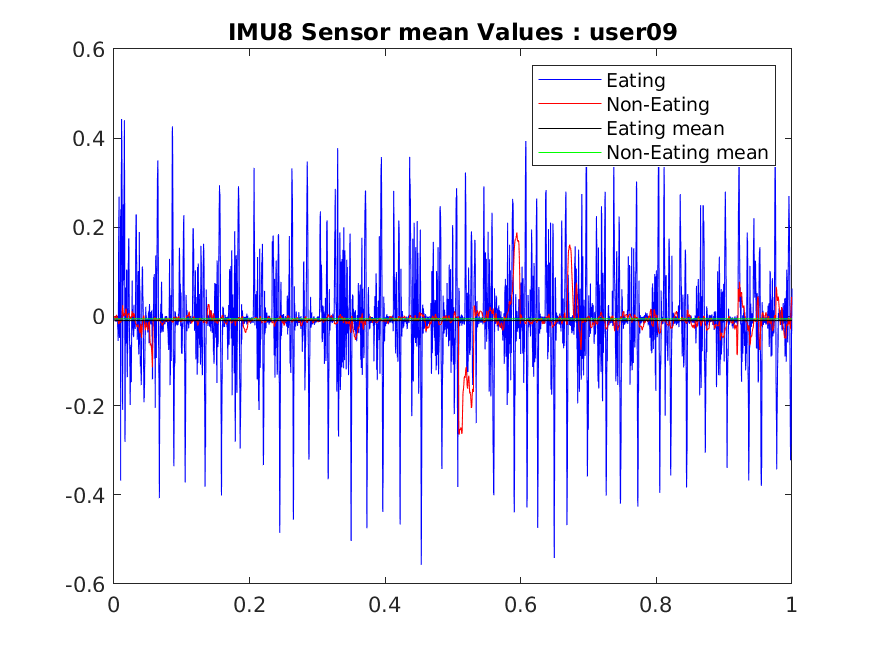 IMU8 Sensor mean Values : user09
0.6
0.4
0.2
0
-0.2
-0.4
-0.6
Eating
Non-Eating
Eating mean
Non-Eating mean
0 0.2 0.4 0.6 0.8 1